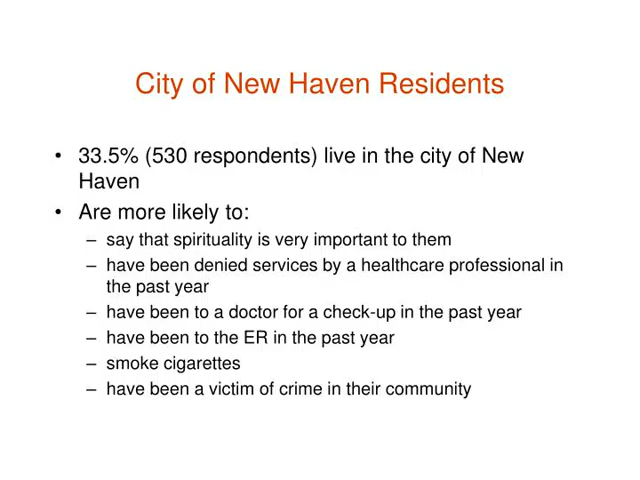 City of New Haven Residents
• 33.5% (530 respondents) live in the city of New
Haven
• Are more likely to:
– say that spirituality is very important to them
– have been denied services by a healthcare professional in
the past year
– have been to a doctor for a check-up in the past year
– have been to the ER in the past year
– smoke cigarettes
– have been a victim of crime in their community